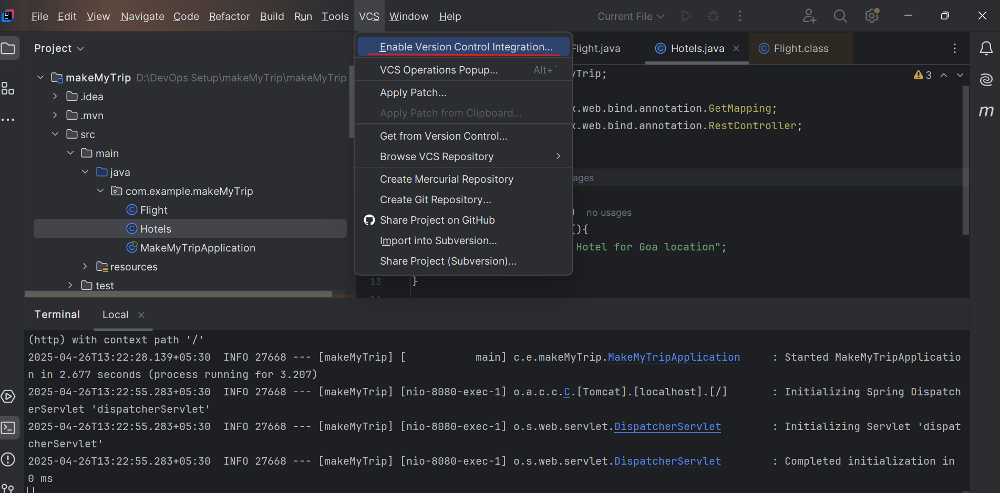 File Edit View Navigate Code Refactor Build Run Tools VCS Window Help Current File
Project
makeMyTrip D:\DevOps Setup\makeMyTrip\makeMyTrip
.idea
.mvn
src
main
java
com.example.makeMyTrip
Flight
Hotels
MakeMyTripApplication
resources
test
Enable Version Control Integration...
VCS Operations Popup... Alt+`
Apply Patch...
Apply Patch from Clipboard...
Get from Version Control...
Browse VCS Repository
Create Mercurial Repository
Create Git Repository...
Share Project on GitHub
Import into Subversion...
Share Project (Subversion)...
Flight.java Hotels.java Flight.class
Trip; 3
.web.bind.annotation.GetMapping;
.web.bind.annotation.RestController;
ages
) no usages
(){
Hotel for Goa location";
13 }
Terminal Local
(http) with context path '/'
2025-04-26T13:22:28.139+05:30 INFO 27668 --- [makeMyTrip] [ main] c.e.makeMyTrip.MakeMyTripApplication : Started MakeMyTripApplicatio
n in 2.677 seconds (process running for 3.207)
2025-04-26T13:22:55.283+05:30 INFO 27668 --- [makeMyTrip] [nio-8080-exec-1] o.a.c.c.C.[Tomcat].[localhost].[/] : Initializing Spring Dispatch
erServlet 'dispatcherServlet'
2025-04-26T13:22:55.283+05:30 INFO 27668 --- [makeMyTrip] [nio-8080-exec-1] o.s.web.servlet.DispatcherServlet : Initializing Servlet 'dispat
cherServlet'
2025-04-26T13:22:55.283+05:30 INFO 27668 --- [makeMyTrip] [nio-8080-exec-1] o.s.web.servlet.DispatcherServlet : Completed initialization in
0 ms